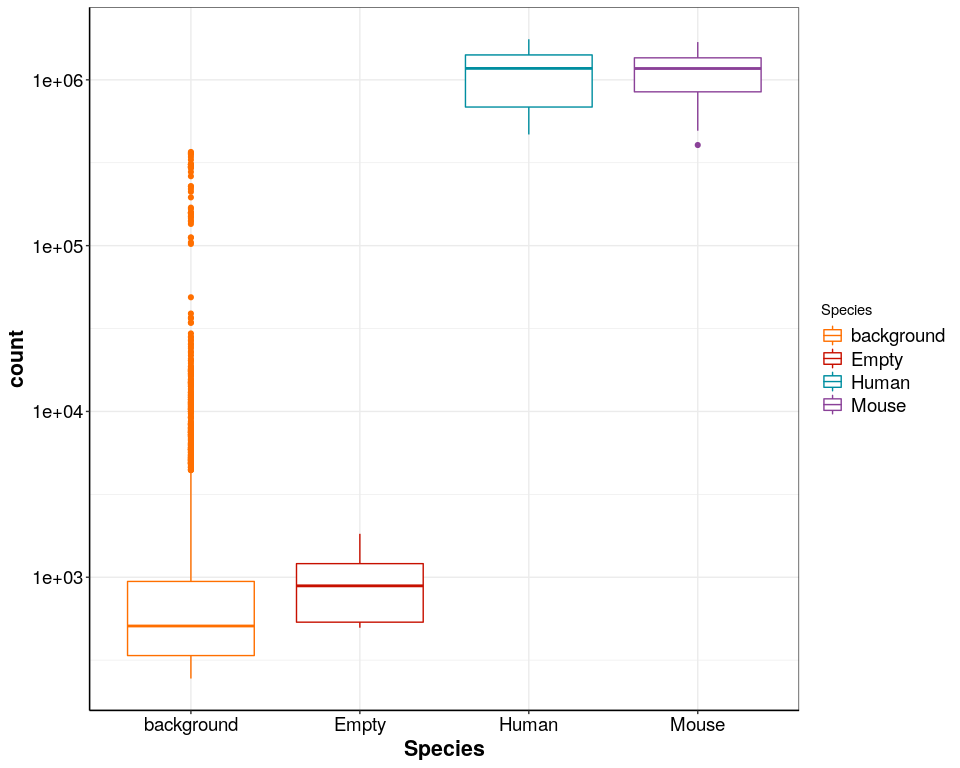 1e+06
1e+05
1e+04
1e+03
count
background Empty Human Mouse
Species
Species
background
Empty
Human
Mouse